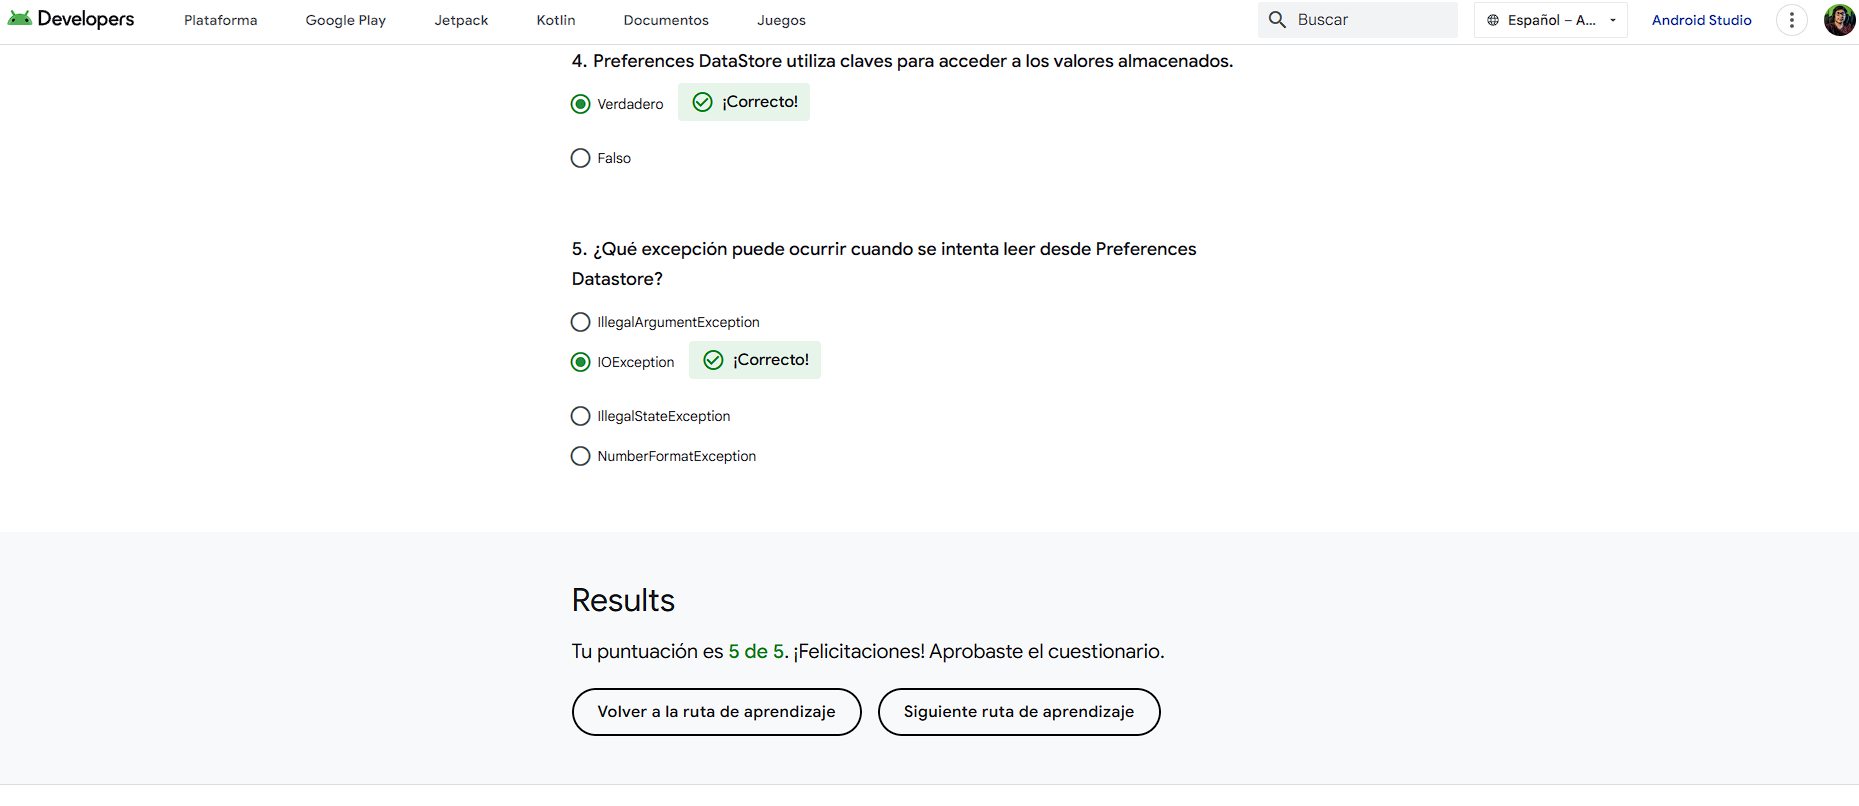 Developers Plataforma Google Play Jetpack Kotlin Documentos Juegos Buscar Español – A... Android Studio
4. Preferences DataStore utiliza claves para acceder a los valores almacenados.
Verdadero ¡Correcto!
Falso
5. ¿Qué excepción puede ocurrir cuando se intenta leer desde Preferences
Datastore?
IllegalArgumentException
IOException ¡Correcto!
IllegalStateException
NumberFormatException
Results
Tu puntuación es 5 de 5. ¡Felicitaciones! Aprobaste el cuestionario.
Volver a la ruta de aprendizaje Siguiente ruta de aprendizaje